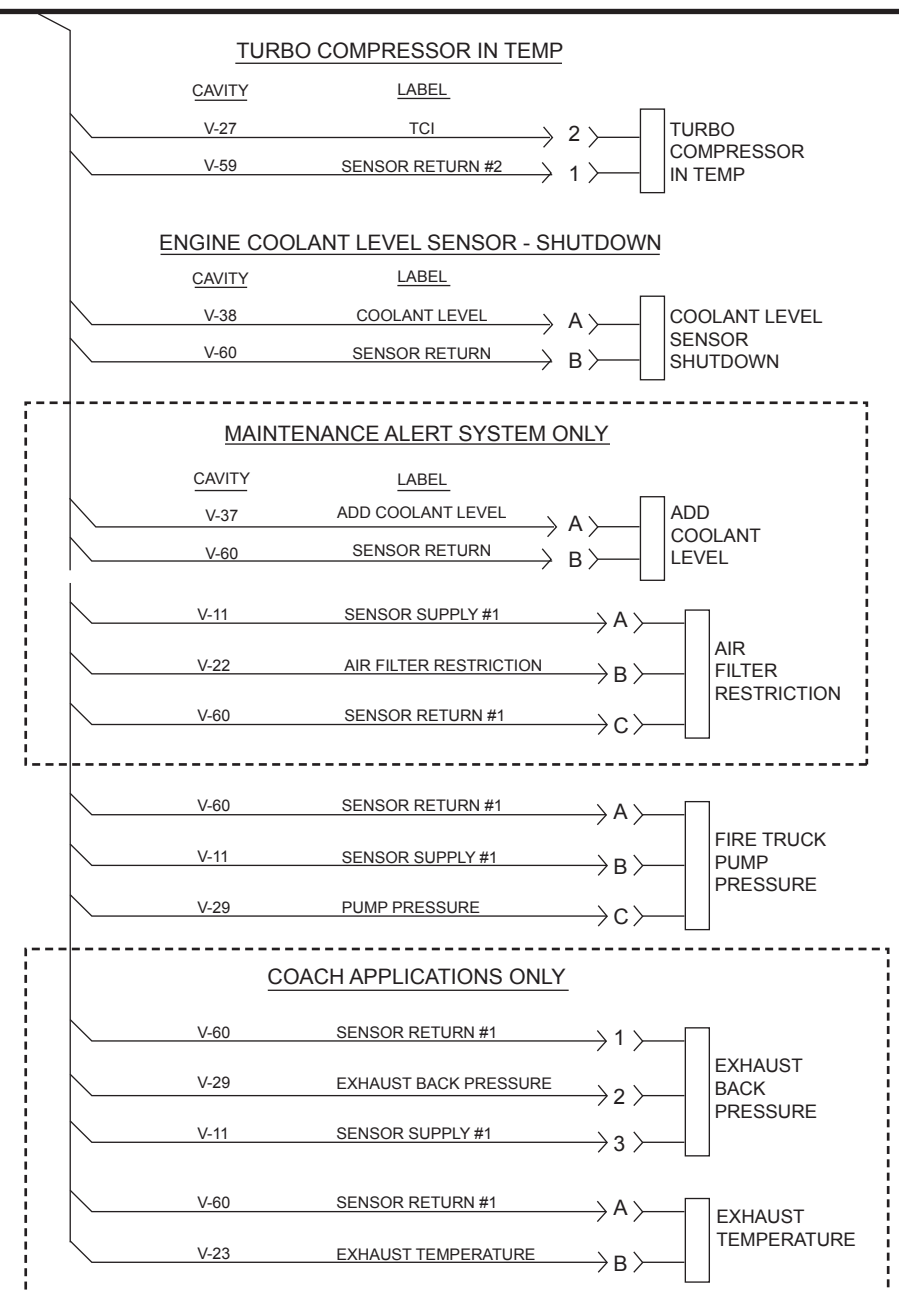 TURBO COMPRESSOR IN TEMP
CAVITY LABEL
V-27 TCI 2 TURBO
COMPRESSOR
V-59 SENSOR RETURN #2 1 IN TEMP
ENGINE COOLANT LEVEL SENSOR - SHUTDOWN
CAVITY LABEL
V-38 COOLANT LEVEL A COOLANT LEVEL
SENSOR
V-60 SENSOR RETURN B SHUTDOWN
MAINTENANCE ALERT SYSTEM ONLY
CAVITY LABEL
V-37 ADD COOLANT LEVEL A ADD
COOLANT
V-60 SENSOR RETURN B LEVEL
V-11 SENSOR SUPPLY #1 A
AIR
V-22 AIR FILTER RESTRICTION B FILTER
RESTRICTION
V-60 SENSOR RETURN #1 C
V-60 SENSOR RETURN #1 A
FIRE TRUCK
V-11 SENSOR SUPPLY #1 B PUMP
PRESSURE
V-29 PUMP PRESSURE C
COACH APPLICATIONS ONLY
V-60 SENSOR RETURN #1 1
EXHAUST
V-29 EXHAUST BACK PRESSURE 2 BACK
PRESSURE
V-11 SENSOR SUPPLY #1 3
V-60 SENSOR RETURN #1 A EXHAUST
TEMPERATURE
V-23 EXHAUST TEMPERATURE B